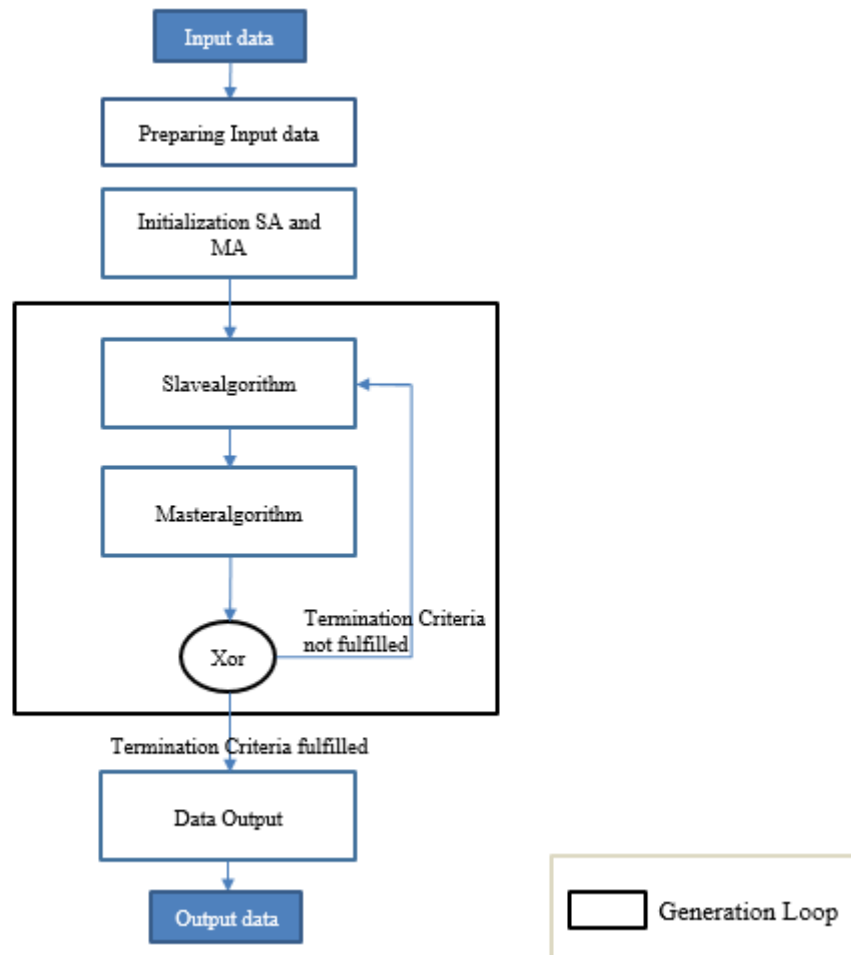 Input data
Preparing Input data
Initialization SA and
MA
Slavealgorithm
Masteralgorithm
Termination Criteria
not fulfilled
Xor
Termination Criteria fulfilled
Data Output
Output data
Generation Loop